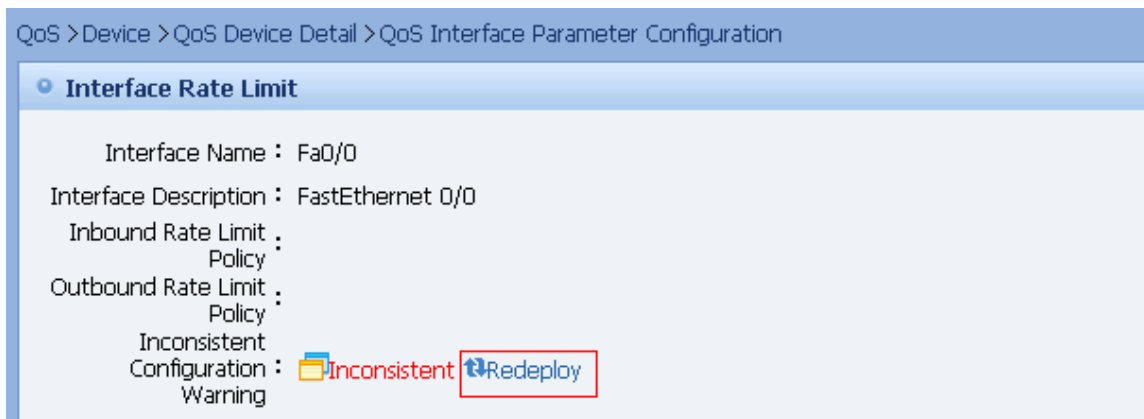 QoS >Device >QoS Device Detail >QoS Interface Parameter Configuration
Interface Rate Limit
Interface Name : Fa0/0
Interface Description : FastEthernet 0/0
Inbound Rate Limit
Policy :
Outbound Rate Limit
Policy :
Inconsistent
Configuration : Inconsistent Redeploy
Warning